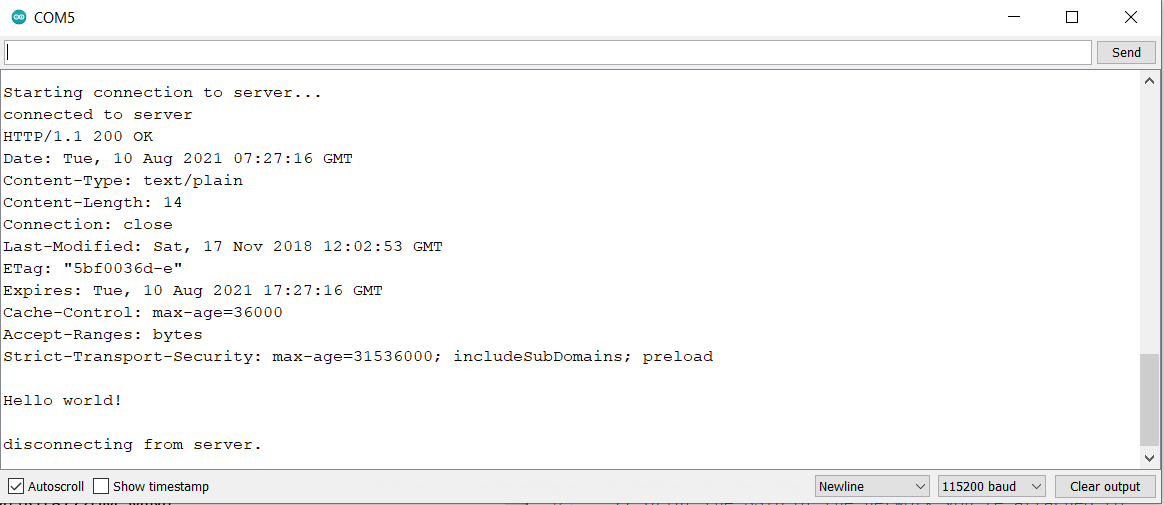 COM5
Send
Starting connection to server...
connected to server
HTTP/1.1 200 OK
Date: Tue, 10 Aug 2021 07:27:16 GMT
Content-Type: text/plain
Content-Length: 14
Connection: close
Last-Modified: Sat, 17 Nov 2018 12:02:53 GMT
ETag: "5bf0036d-e"
Expires: Tue, 10 Aug 2021 17:27:16 GMT
Cache-Control: max-age=36000
Accept-Ranges: bytes
Strict-Transport-Security: max-age=31536000; includeSubDomains; preload
Hello world!
disconnecting from server.
Autoscroll Show timestamp Newline 115200 baud Clear output